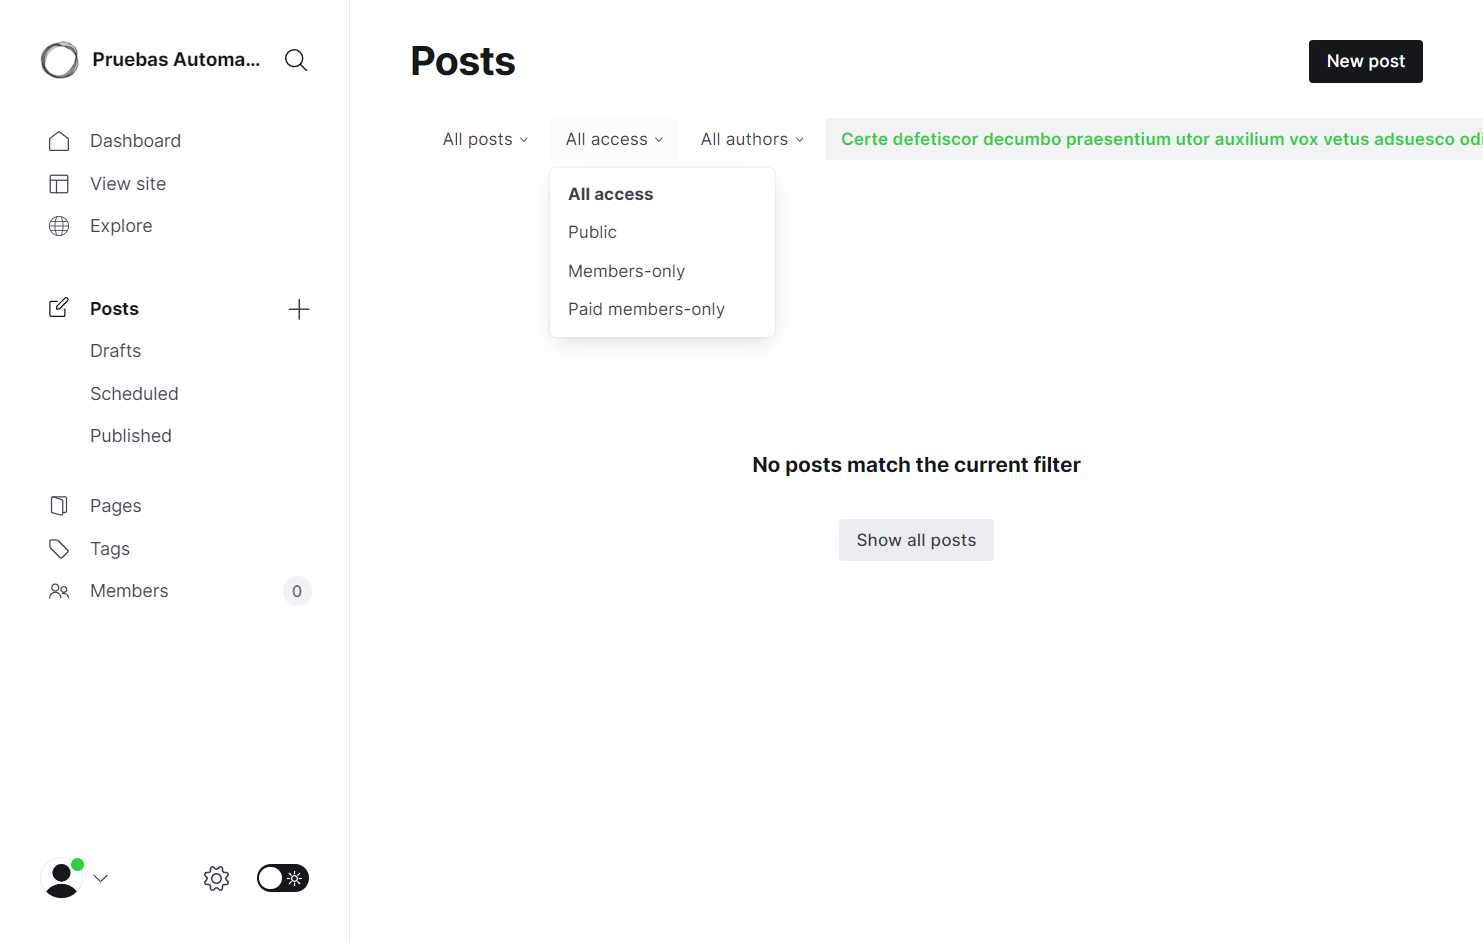 Pruebas Automa...
Dashboard
View site
Explore
Posts
Drafts
Scheduled
Published
Pages
Tags
Members
0
Posts
New post
All posts
All access
All authors
Certe defetiscor decumbo praesentium utor auxilium vox vetus adsuesco
All access
Public
Members-only
Paid members-only
No posts match the current filter
Show all posts